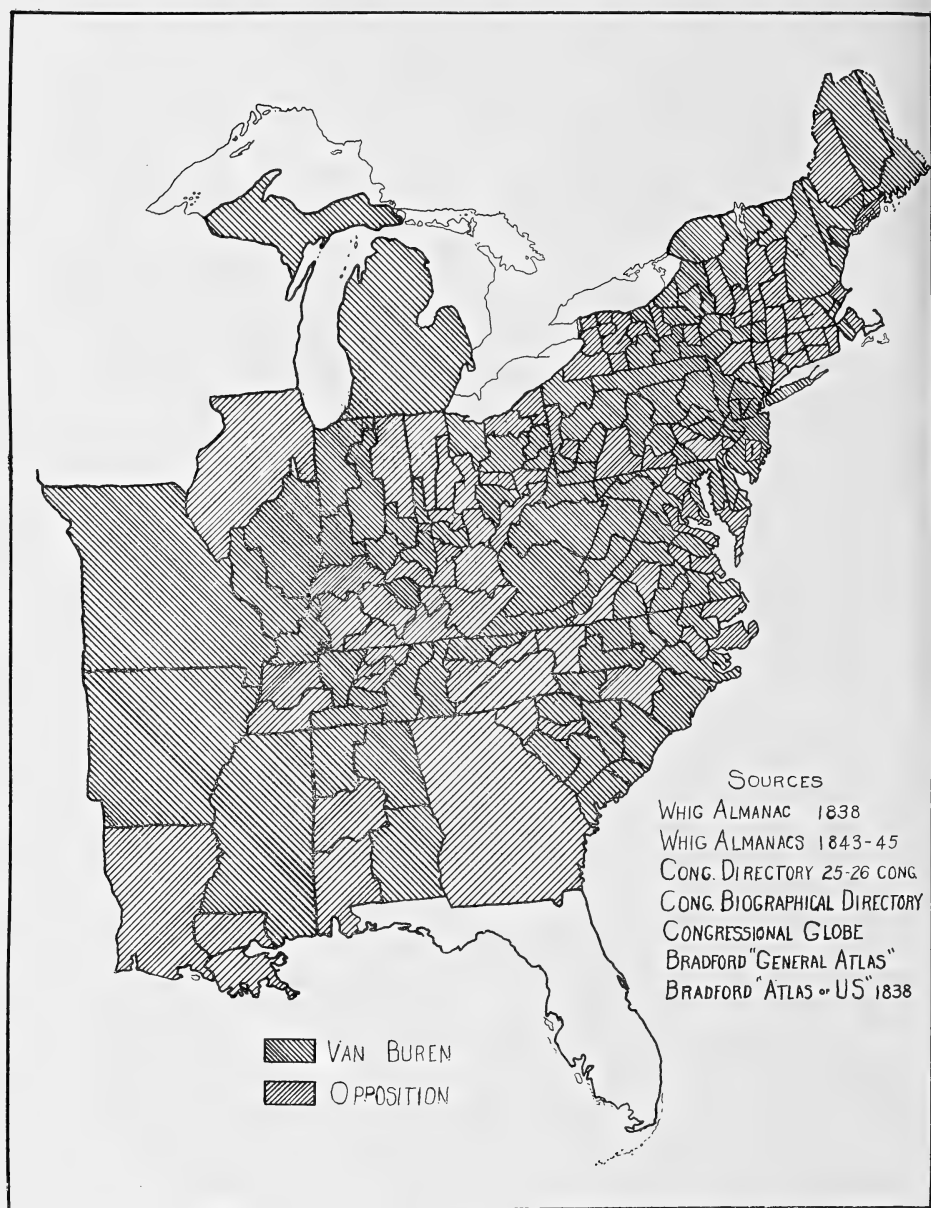 SOURCES
WHIG ALMANAC 1838
WHIG ALMANACS 1843-45
CONG. DIRECTORY 25-26 CONG.
CONG. BIOGRAPHICAL DIRECTORY
CONGRESSIONAL GLOBE
BRADFORD "GENERAL ATLAS"
BRADFORD "ATLAS OF US" 1838
VAN BUREN
OPPOSITION